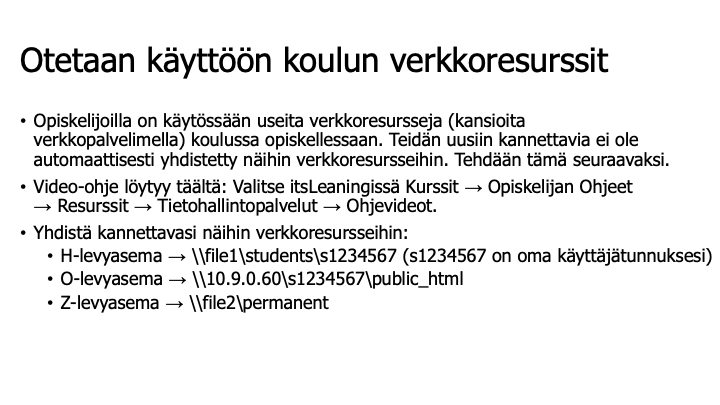 Otetaan käyttöön koulun verkkoresurssit
• Opiskelijoilla on käytössään useita verkkoresursseja (kansioita
verkkopalvelimella) koulussa opiskellessaan. Teidän uusiin kannettavia ei ole
automaattisesti yhdistetty näihin verkkoresursseihin. Tehdään tämä seuraavaksi.
• Video-ohje löytyy täältä: Valitse itsLeaningissä Kurssit → Opiskelijan Ohjeet
→ Resurssit → Tietohallintopalvelut → Ohjevideot.
• Yhdistä kannettavasi näihin verkkoresursseihin:
• H-levyasema → \\file1\students\s1234567 (s1234567 on oma käyttäjätunnuksesi)
• O-levyasema → \\10.9.0.60\s1234567\public_html
• Z-levyasema → \\file2\permanent